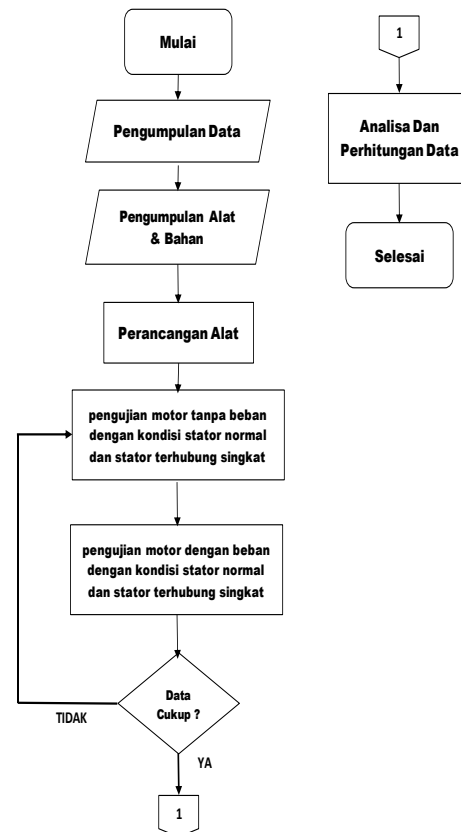 Mulai
Pengumpulan Data
Pengumpulan Alat
& Bahan
Perancangan Alat
pengujian motor tanpa beban
dengan kondisi stator normal
dan stator terhubung singkat
pengujian motor dengan beban
dengan kondisi stator normal
dan stator terhubung singkat
Data
Cukup ?
TIDAK
YA
1
1
Analisa Dan
Perhitungan Data
Selesai